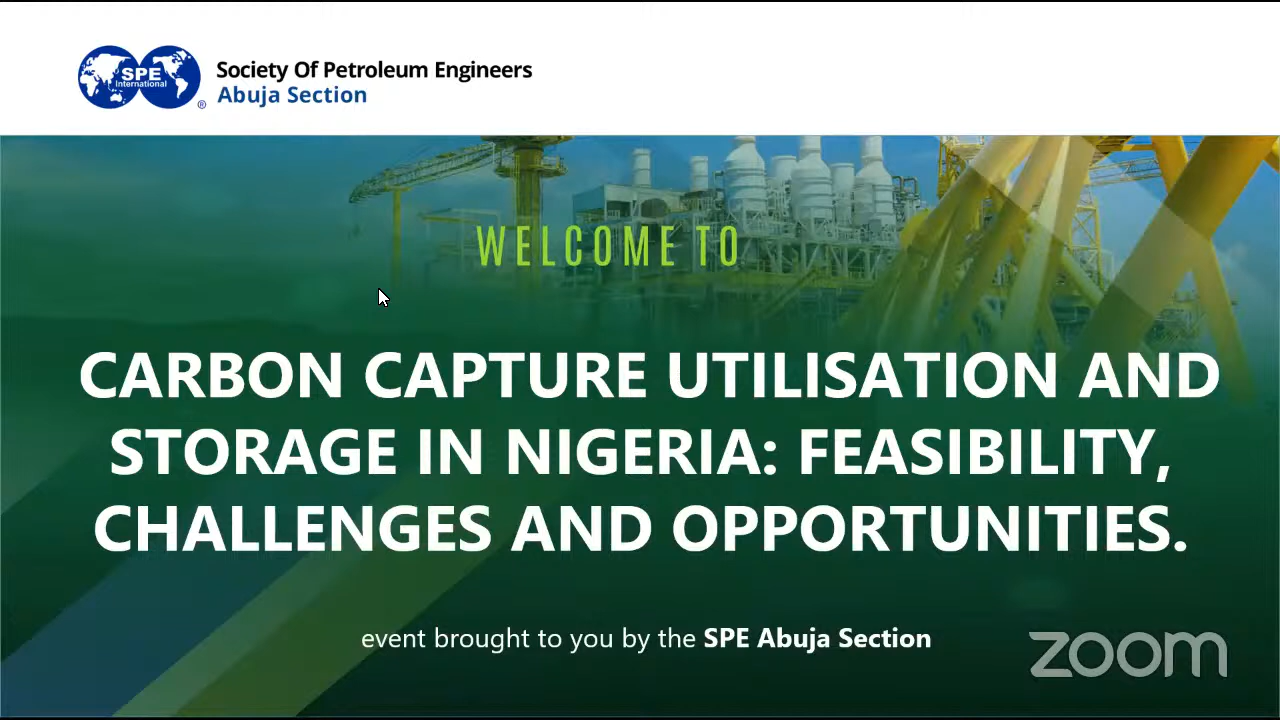 SPE
International
®
Society Of Petroleum Engineers
Abuja Section
WELCOME TO
CARBON CAPTURE UTILISATION AND
STORAGE IN NIGERIA: FEASIBILITY,
CHALLENGES AND OPPORTUNITIES.
event brought to you by the SPE Abuja Section
zoom